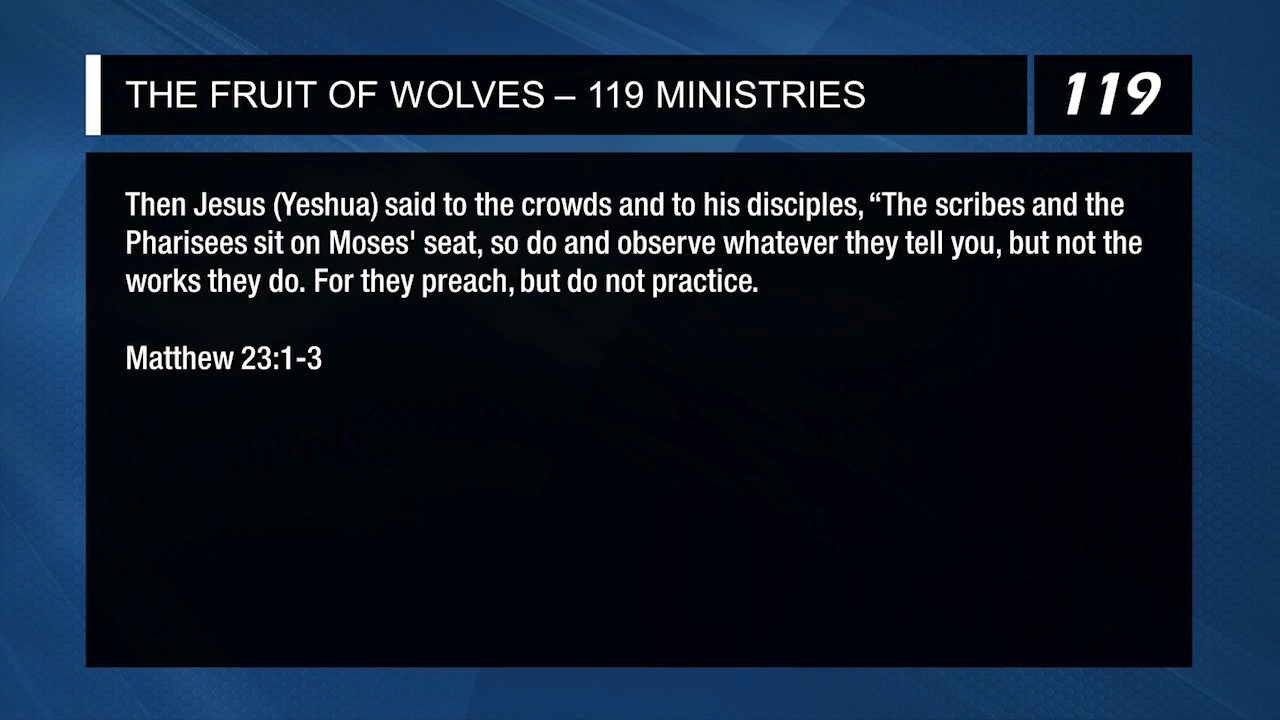 THE FRUIT OF WOLVES – 119 MINISTRIES
119
Then Jesus (Yeshua) said to the crowds and to his disciples, “The scribes and the
Pharisees sit on Moses' seat, so do and observe whatever they tell you, but not the
works they do. For they preach, but do not practice.
Matthew 23:1-3